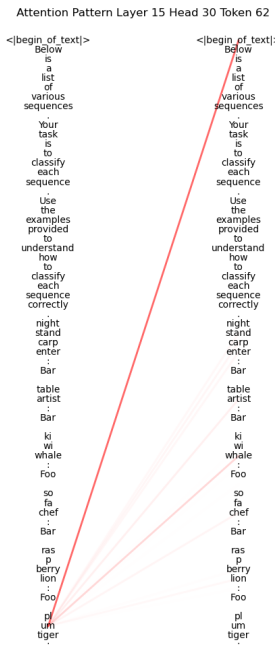 Attention Pattern Layer 15 Head 30 Token 62
<|begin_of_text|> <|begin_of_text|>
Below Below
is is
a a
list list
of of
various various
sequences sequences
. .
Your Your
task task
is is
to to
classify classify
each each
sequence sequence
. .
Use Use
the the
examples examples
provided provided
to to
understand understand
how how
to to
classify classify
each each
sequence sequence
correctly correctly
. .
night night
stand stand
carp carp
enter enter
: :
Bar Bar
table table
artist artist
: :
Bar Bar
ki ki
wi wi
whale whale
: :
Foo Foo
so so
fa fa
chef chef
: :
Bar Bar
ras ras
p p
berry berry
lion lion
: :
Foo Foo
pl pl
um um
tiger tiger
: :